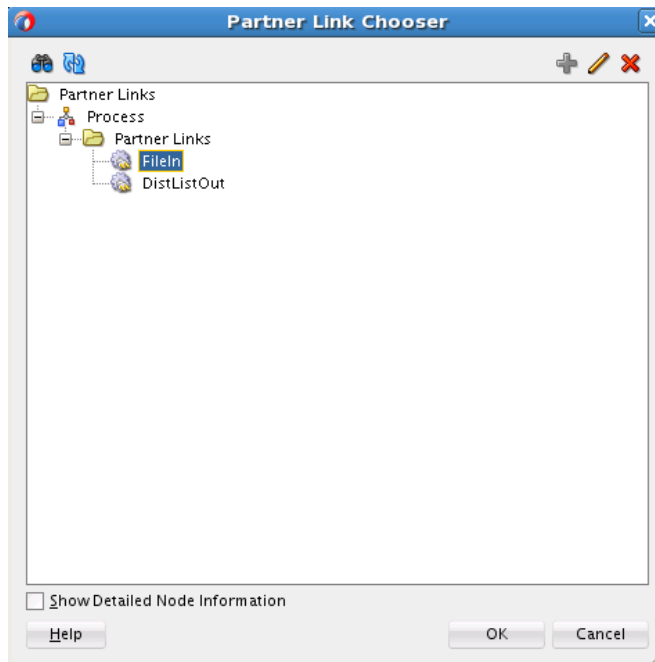 Partner Link Chooser
Partner Links
Process
Partner Links
FileIn
DistListOut
Show Detailed Node Information
Help
OK
Cancel